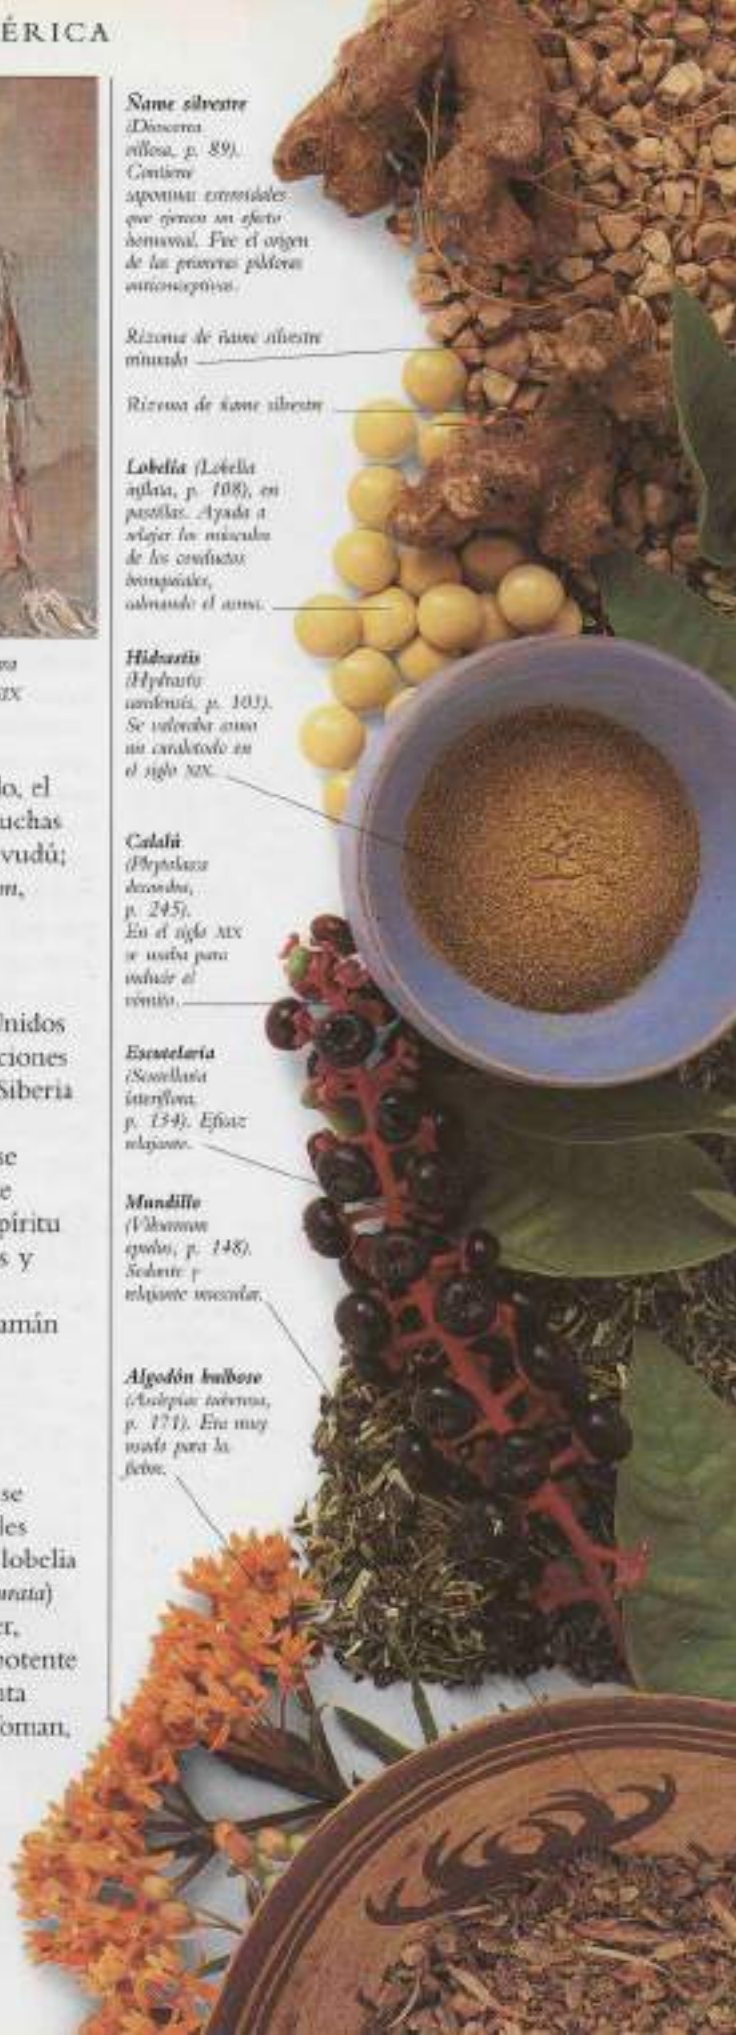 ÉRICA
Ñame silvestre
(Dioscorea
villosa, p. 89).
Contiene
saponinas esteroidales
que ejercen un efecto
hormonal. Fue el origen
de las primeras píldoras
anticonceptivas.
Rizoma de ñame silvestre
triturado
Rizoma de ñame silvestre
Lobelia (Lobelia
inflata, p. 108), en
pastillas. Ayuda a
relajar los músculos
de los conductos
bronquiales,
calmando el asma.
Hidrastis
(Hydrastis
canadensis, p. 103).
Se valoraba como
un curalotodo en
el siglo XIX.
Calalú
(Phytolacca
decandra,
p. 245).
En el siglo XIX
se usaba para
inducir el
vómito.
Escutelaria
(Scutellaria
lateriflora,
p. 134). Eficaz
relajante.
Mundillo
(Viburnum
opulus, p. 148).
Sedante y
relajante muscular.
Algodón bulboso
(Asclepias tuberosa,
p. 171). Era muy
usado para la
fiebre.
ra
IX
lo, el
uchas
vudú;
m,
Unidos
ciones
Siberia
se
e
píritu
s y
amán
se
les
lobelia
urata)
er,
potente
nta
oman,